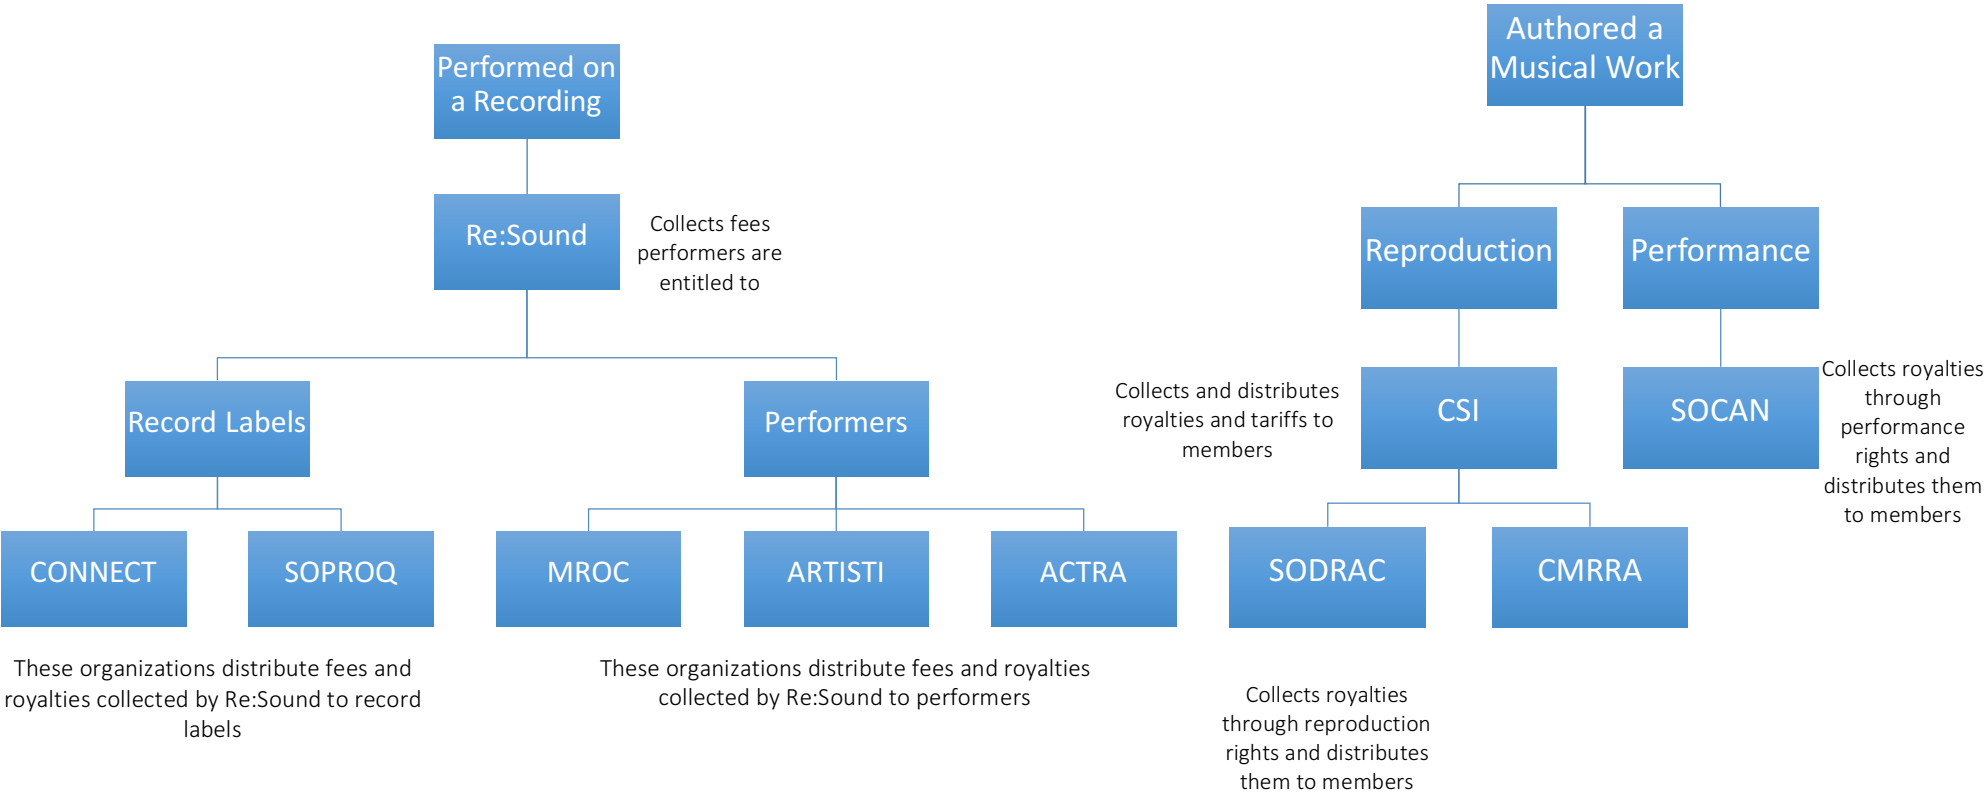 Performed on
a Recording
Re:Sound
Collects fees
performers are
entitled to
Record Labels
Performers
CONNECT
SOPROQ
MROC
ARTISTI
ACTRA
These organizations distribute fees and
royalties collected by Re:Sound to record
labels
These organizations distribute fees and royalties
collected by Re:Sound to performers
Authored a
Musical Work
Reproduction
Performance
Collects and distributes
royalties and tariffs to
members
CSI
SOCAN
Collects royalties
through
performance
rights and
distributes them
to members
SODRAC
CMRRA
Collects royalties
through reproduction
rights and distributes
them to members